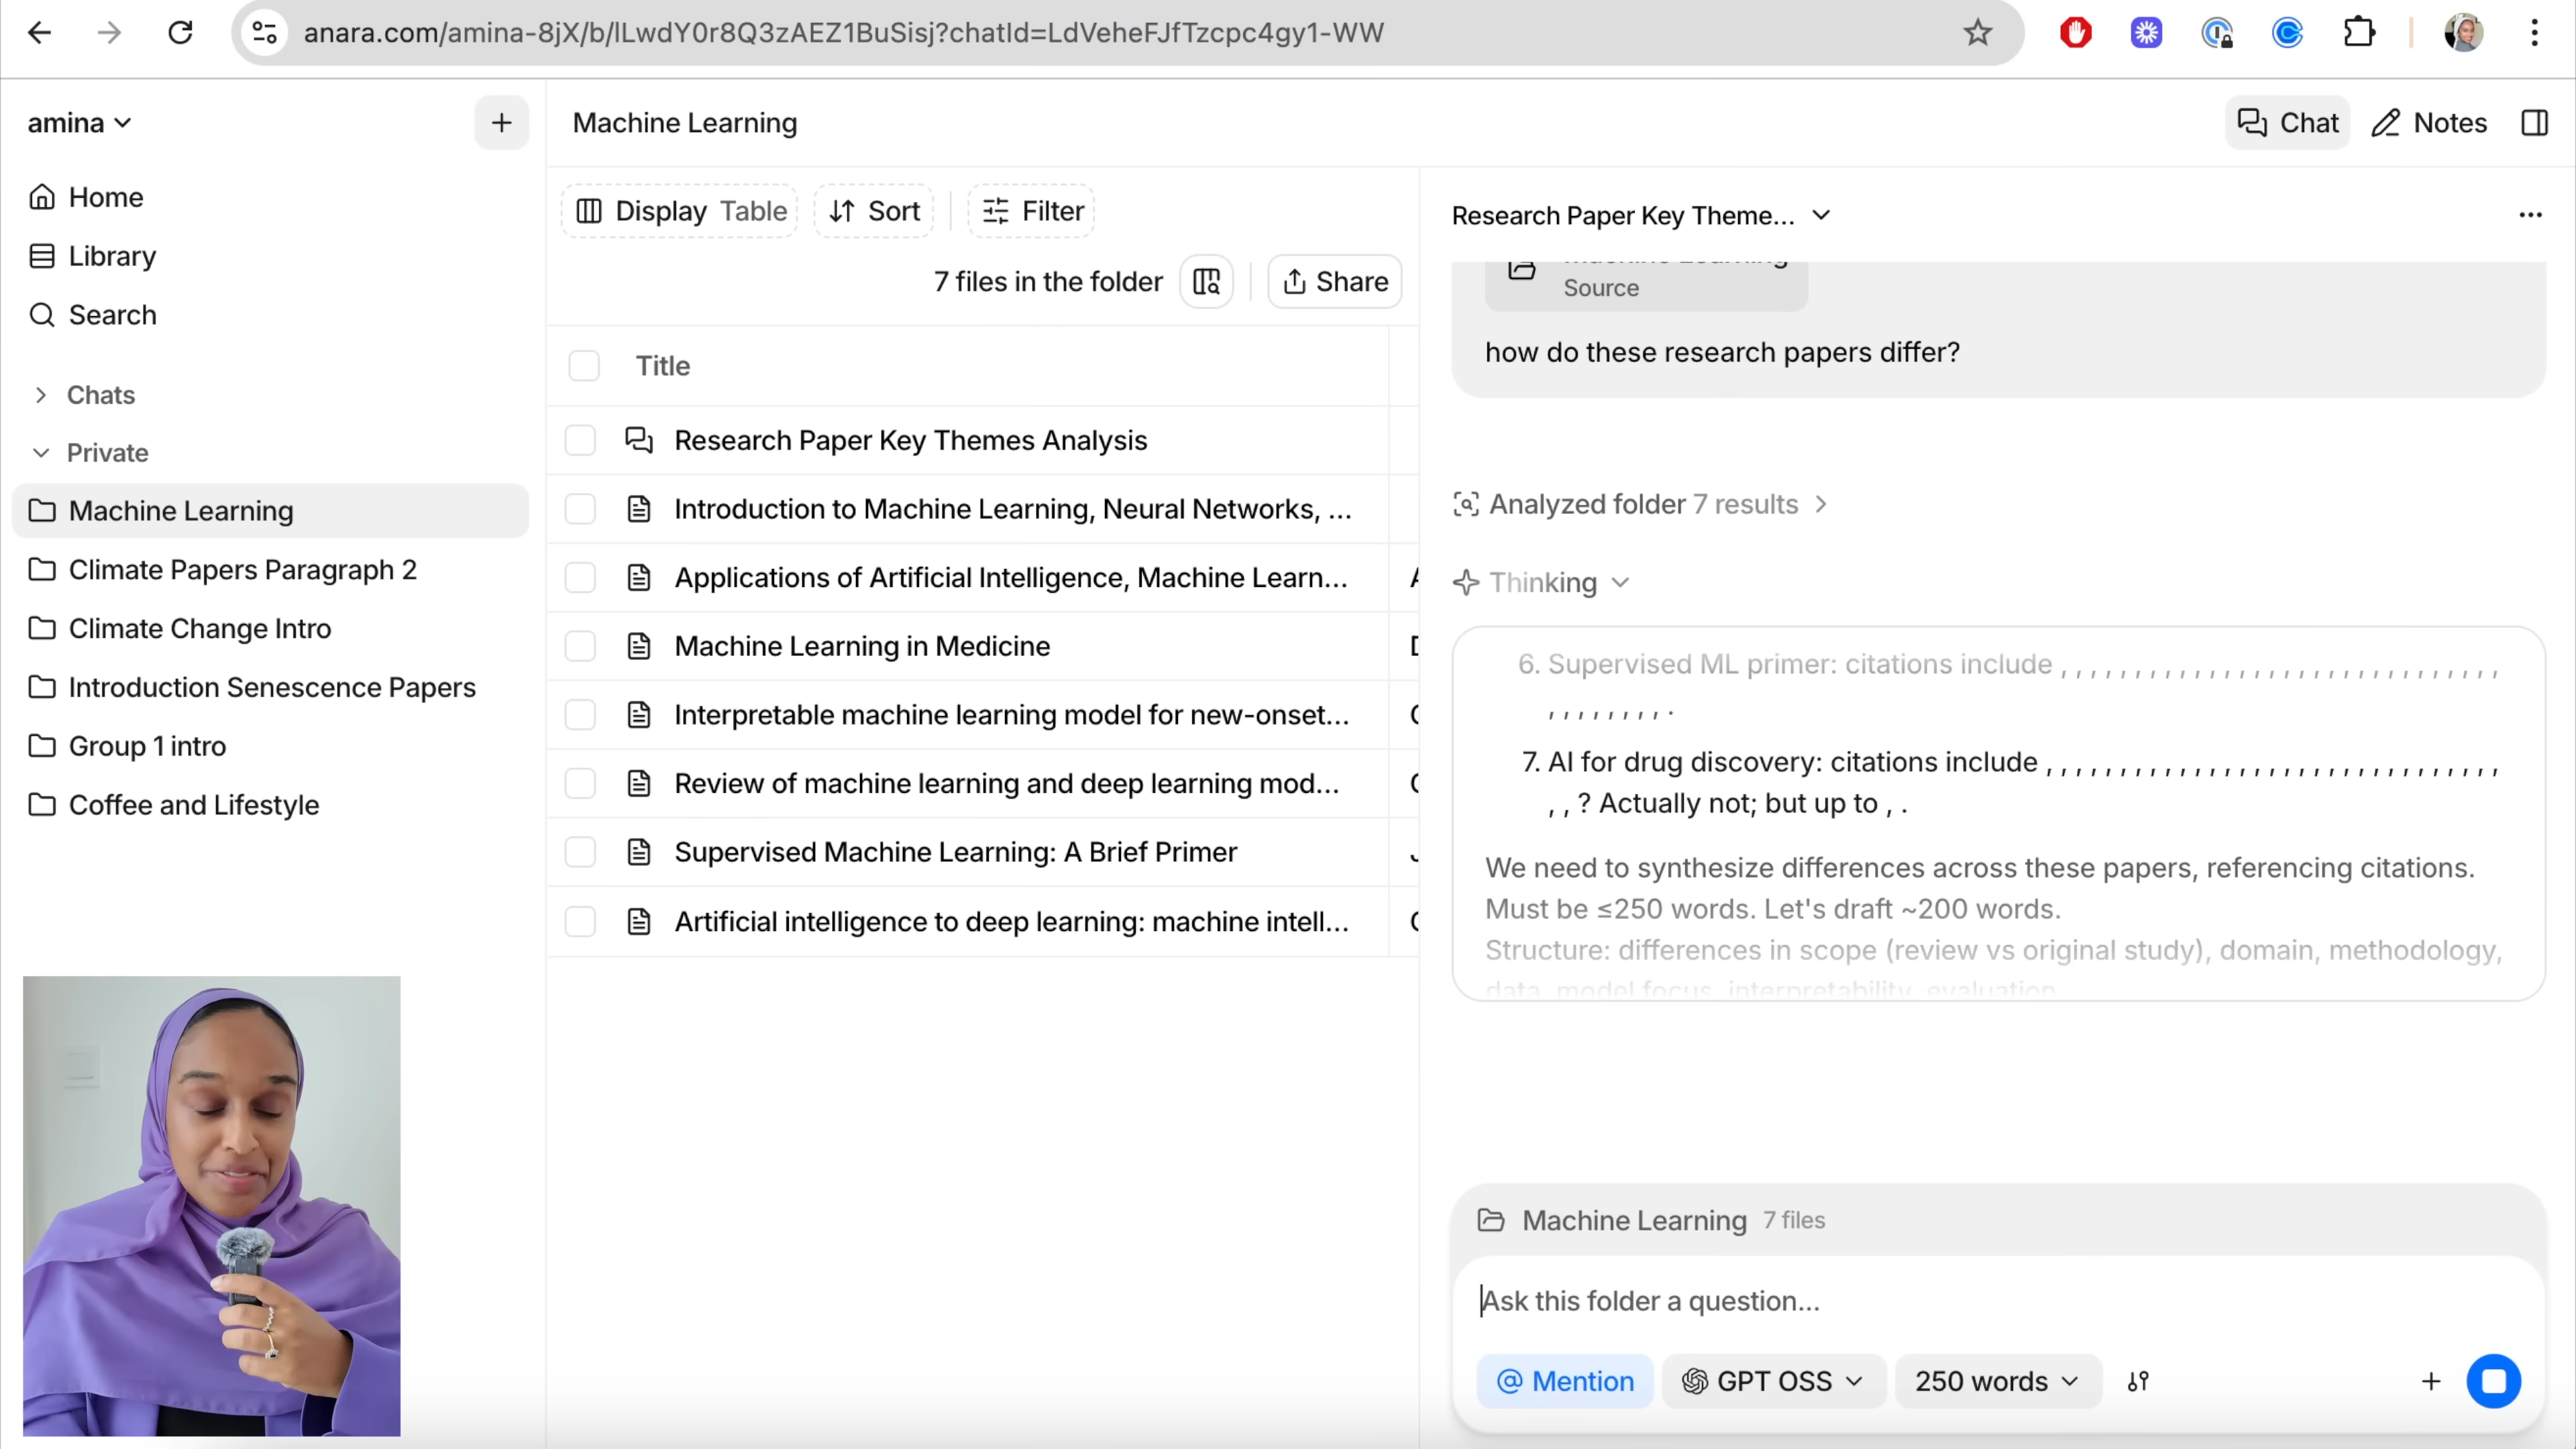 anara.com/amina-8jX/b/lLwdY0r8Q3zAEZ1BuSisj?chatId=LdVeheFJfTzcpc4gy1-WW
amina
Home
Library
Search
Chats
Private
Machine Learning
Climate Papers Paragraph 2
Climate Change Intro
Introduction Senescence Papers
Group 1 intro
Coffee and Lifestyle
Machine Learning
Chat
Notes
Display Table
Sort
Filter
7 files in the folder
Share
Title
Research Paper Key Themes Analysis
Introduction to Machine Learning, Neural Networks, ...
Applications of Artificial Intelligence, Machine Learn...
Machine Learning in Medicine
Interpretable machine learning model for new-onset...
Review of machine learning and deep learning mod...
Supervised Machine Learning: A Brief Primer
Artificial intelligence to deep learning: machine intell...
Research Paper Key Theme...
Machine Learning
Source
how do these research papers differ?
Analyzed folder 7 results
Thinking
6. Supervised ML primer: citations include , , , , , , , , , , , , , , , , , , , , , , , ,
, , , , , , , , .
7. AI for drug discovery: citations include , , , , , , , , , , , , , , , , , , , , , , , , ,
, , ? Actually not; but up to , .
We need to synthesize differences across these papers, referencing citations.
Must be ≤250 words. Let's draft ~200 words.
Structure: differences in scope (review vs original study), domain, methodology,
data, model focus, interpretability, evaluation
Machine Learning 7 files
Ask this folder a question...
@ Mention
GPT OSS
250 words